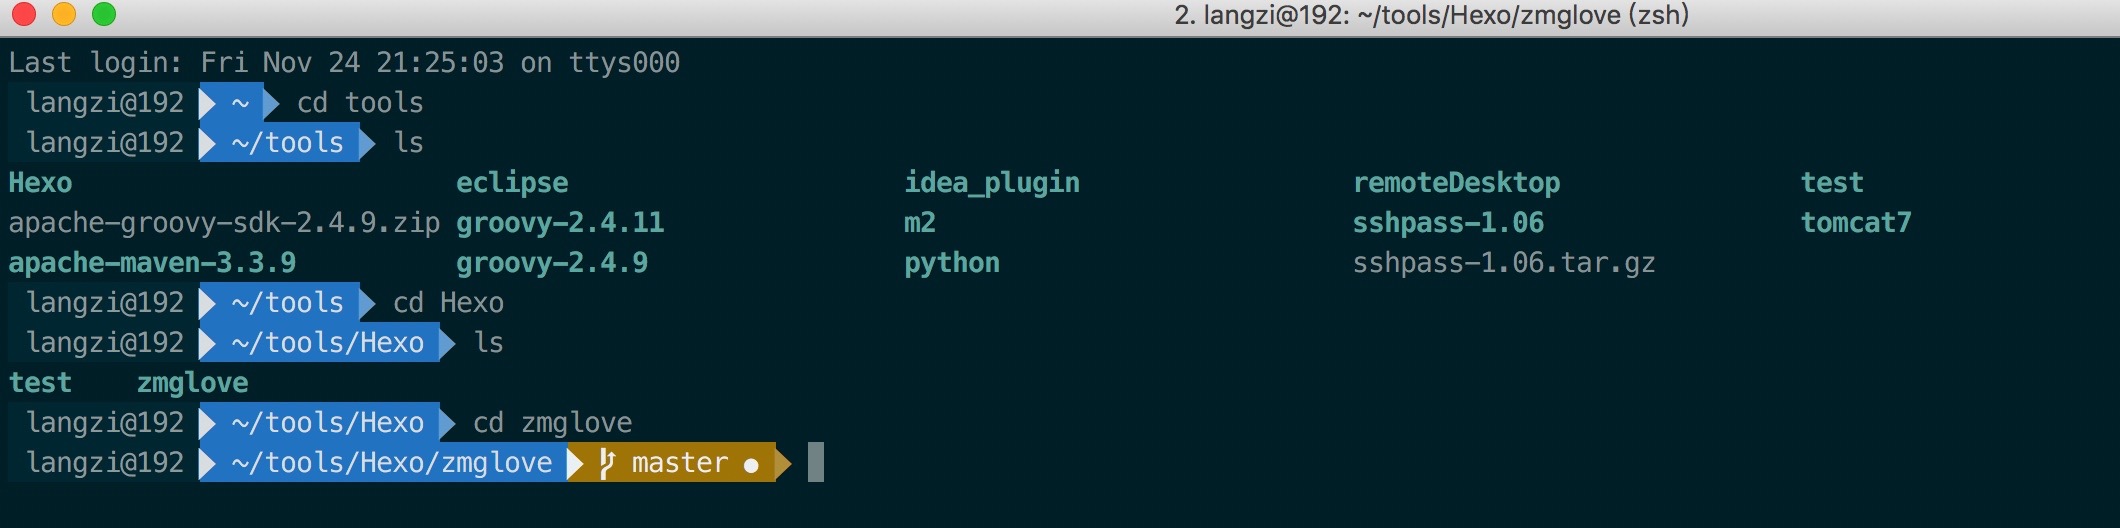 2. langzi@192: ~/tools/Hexo/zmglove (zsh)
Last login: Fri Nov 24 21:25:03 on ttys000
langzi@192 ~ cd tools
langzi@192 ~/tools ls
Hexo eclipse idea_plugin remoteDesktop test
apache-groovy-sdk-2.4.9.zip groovy-2.4.11 m2 sshpass-1.06 tomcat7
apache-maven-3.3.9 groovy-2.4.9 python sshpass-1.06.tar.gz
langzi@192 ~/tools cd Hexo
langzi@192 ~/tools/Hexo ls
test zmglove
langzi@192 ~/tools/Hexo cd zmglove
langzi@192 ~/tools/Hexo/zmglove master ●